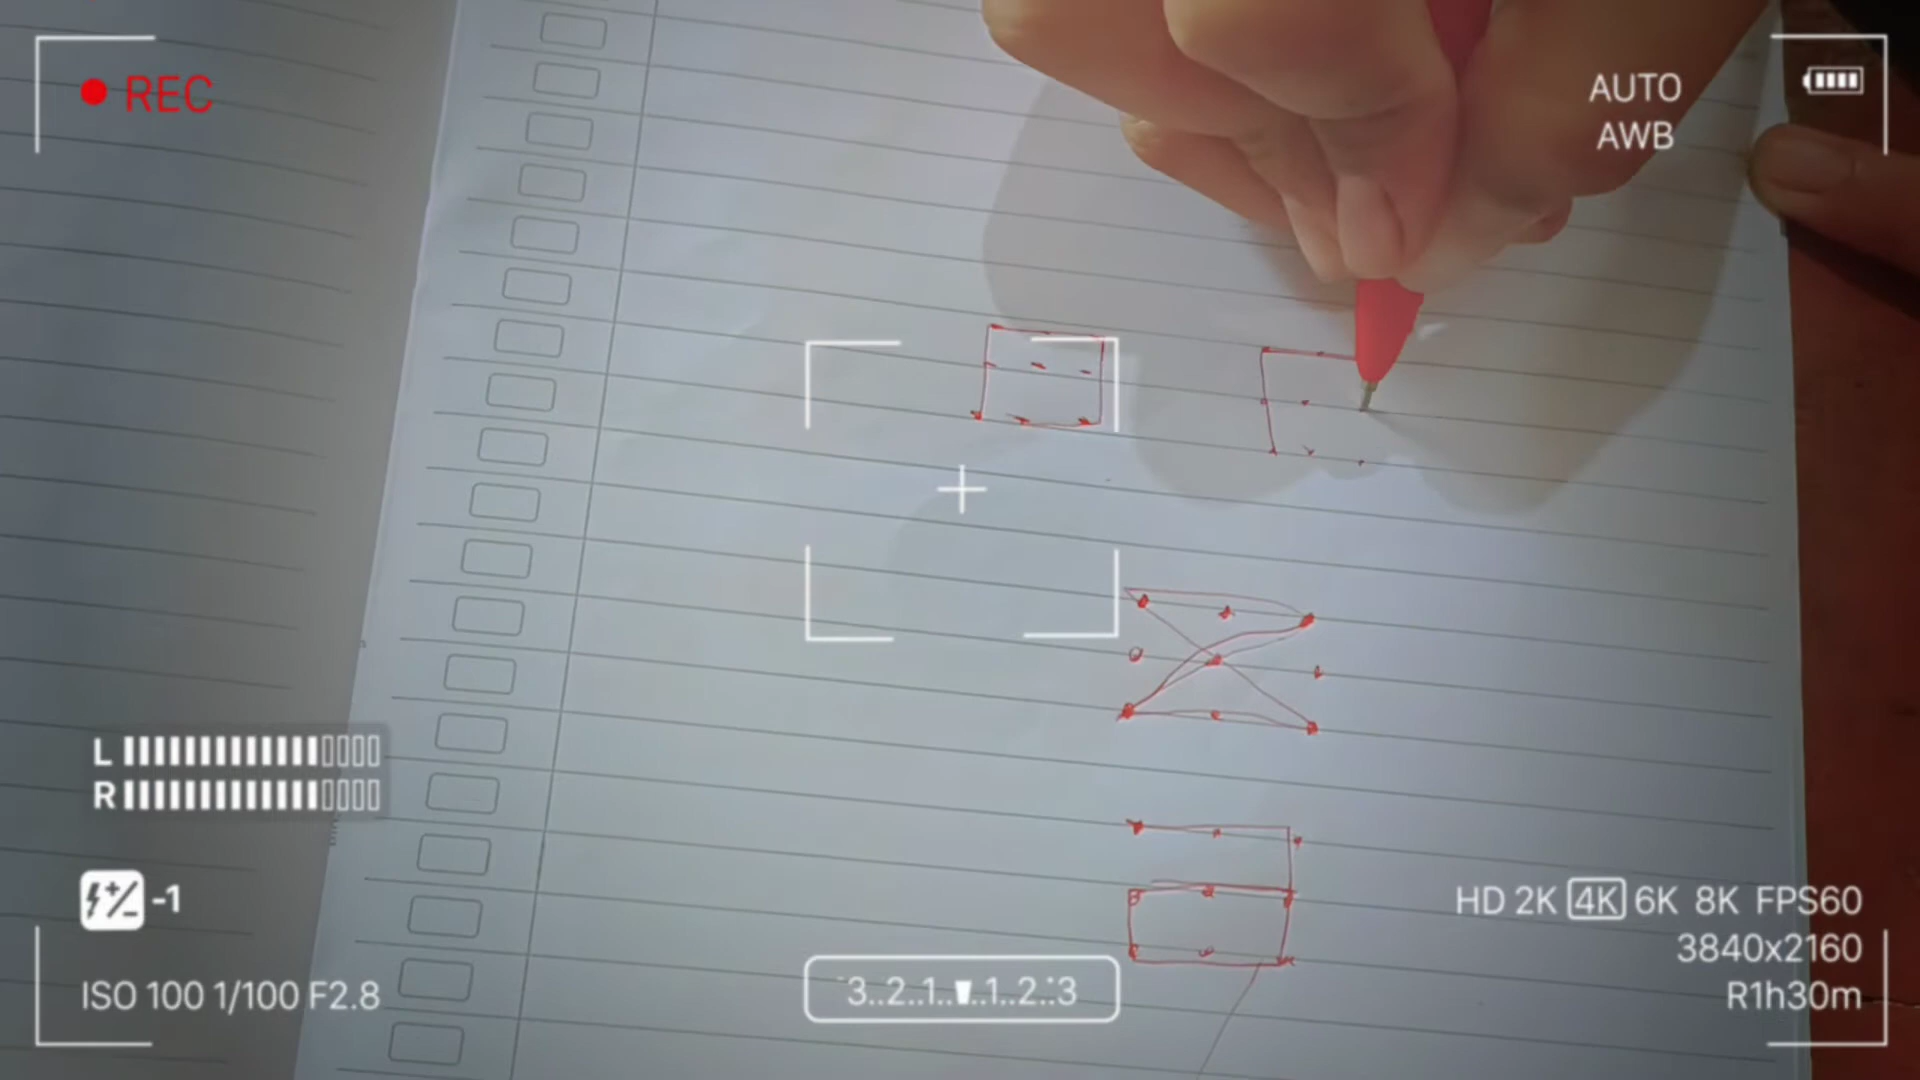 REC
AUTO
AWB
L
R
-1
ISO 100 1/100 F2.8
3..2..1.. ..1..2..3
HD 2K 4K 6K 8K FPS60
3840x2160
R1h30m